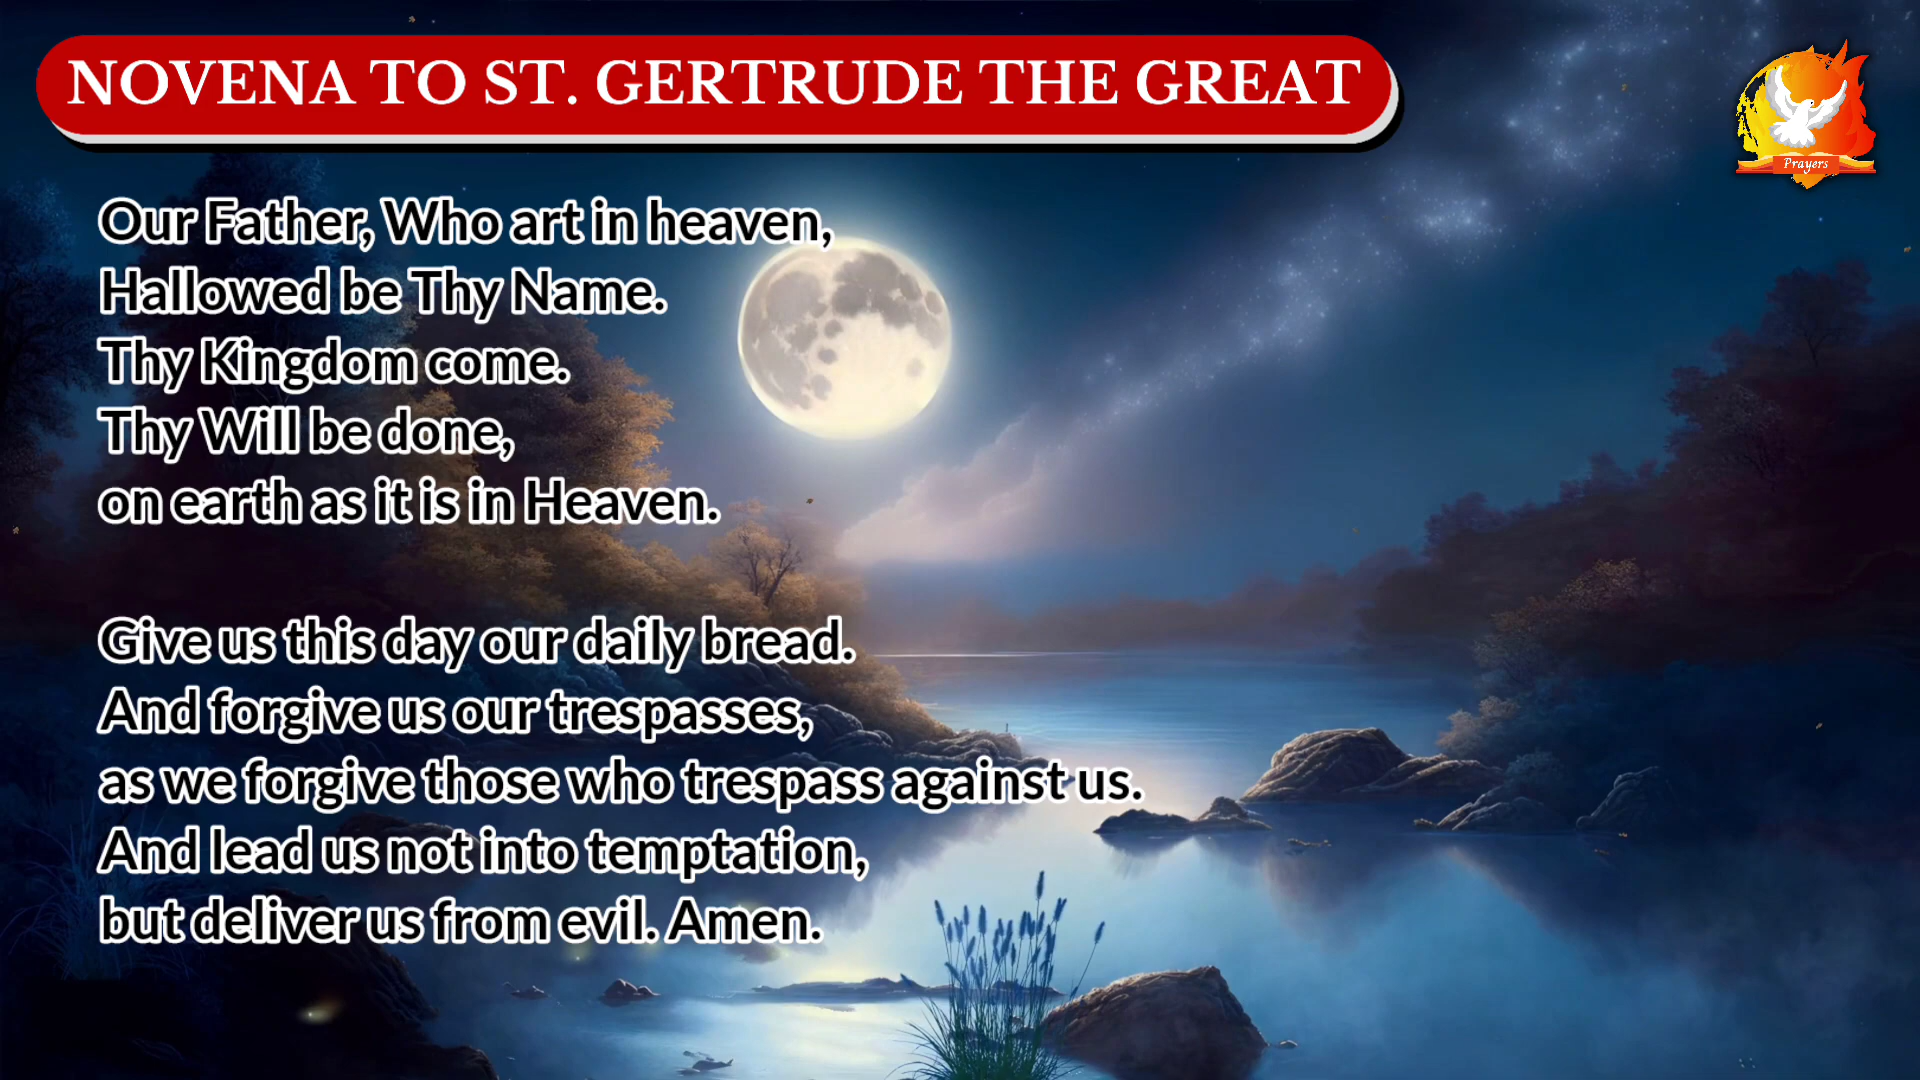 NOVENA TO ST. GERTRUDE THE GREAT
Prayers
Our Father, Who art in heaven,
Hallowed be Thy Name.
Thy Kingdom come.
Thy Will be done,
on earth as it is in Heaven.
Give us this day our daily bread.
And forgive us our trespasses,
as we forgive those who trespass against us.
And lead us not into temptation,
but deliver us from evil. Amen.